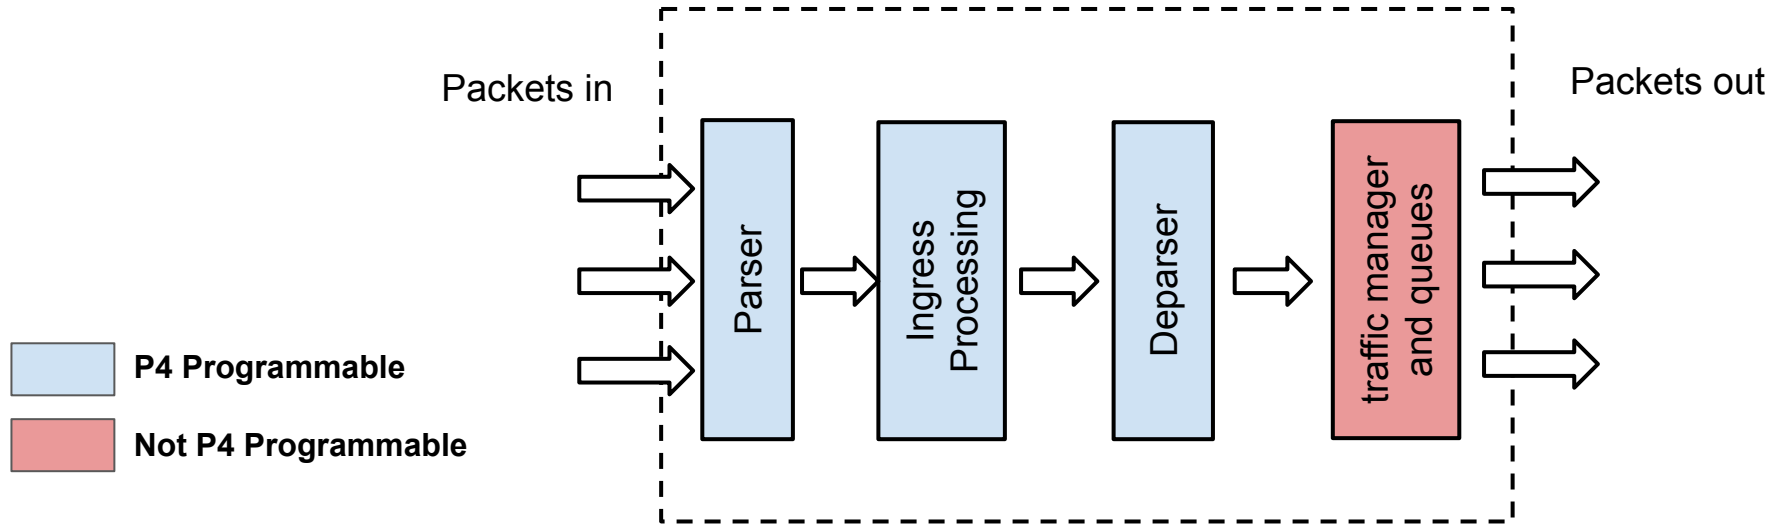 Packets in
Packets out
Parser
Ingress
Processing
Deparser
traffic manager
and queues
P4 Programmable
Not P4 Programmable